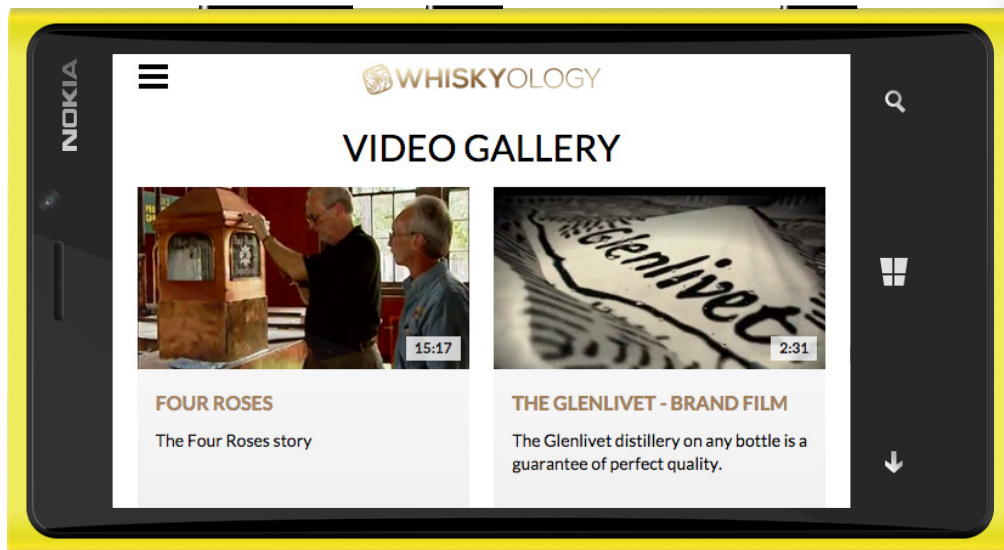 NOKIA
WHISKYOLOGY
VIDEO GALLERY
15:17
Glenlivet
2:31
FOUR ROSES
THE GLENLIVET - BRAND FILM
The Four Roses story
The Glenlivet distillery on any bottle is a
guarantee of perfect quality.